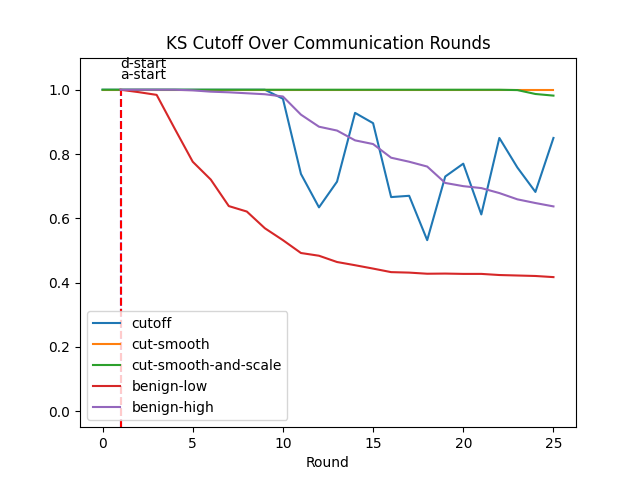 KS Cutoff Over Communication Rounds
d-start
a-start
1.0
0.8
0.6
0.4
0.2
0.0
cutoff
cut-smooth
cut-smooth-and-scale
benign-low
benign-high
0 5 10 15 20 25
Round